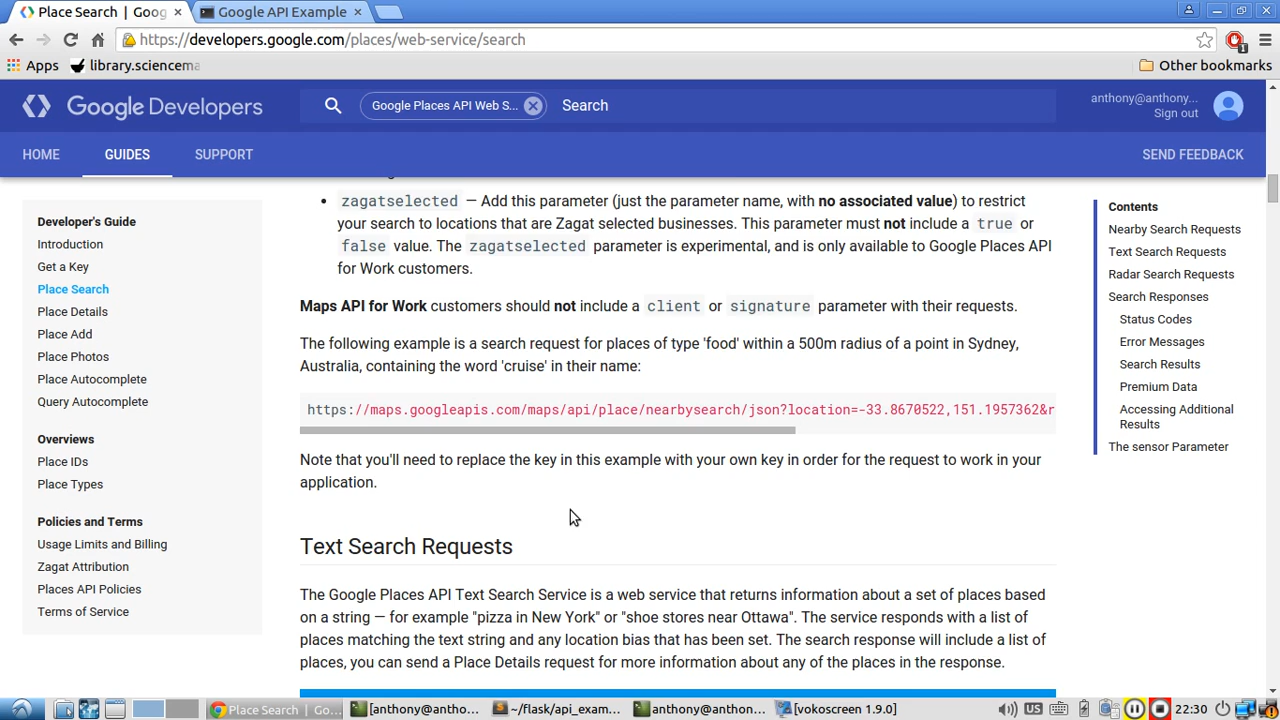 Place Search | Goog
Google API Example
https://developers.google.com/places/web-service/search
Apps
library.sciencema
Other bookmarks
Google Developers
Google Places API Web S...
Search
anthony@anthony...
Sign out
HOME
GUIDES
SUPPORT
SEND FEEDBACK
Developer's Guide
Introduction
Get a Key
Place Search
Place Details
Place Add
Place Photos
Place Autocomplete
Query Autocomplete
Overviews
Place IDs
Place Types
Policies and Terms
Usage Limits and Billing
Zagat Attribution
Places API Policies
Terms of Service
zagatselected — Add this parameter (just the parameter name, with no associated value) to restrict
your search to locations that are Zagat selected businesses. This parameter must not include a true or
false value. The zagatselected parameter is experimental, and is only available to Google Places API
for Work customers.
Maps API for Work customers should not include a client or signature parameter with their requests.
The following example is a search request for places of type 'food' within a 500m radius of a point in Sydney,
Australia, containing the word 'cruise' in their name:
https://maps.googleapis.com/maps/api/place/nearbysearch/json?location=-33.8670522,151.1957362&r
Note that you'll need to replace the key in this example with your own key in order for the request to work in your
application.
Text Search Requests
The Google Places API Text Search Service is a web service that returns information about a set of places based
on a string — for example "pizza in New York" or "shoe stores near Ottawa". The service responds with a list of
places matching the text string and any location bias that has been set. The search response will include a list of
places, you can send a Place Details request for more information about any of the places in the response.
Contents
Nearby Search Requests
Text Search Requests
Radar Search Requests
Search Responses
Status Codes
Error Messages
Search Results
Premium Data
Accessing Additional
Results
The sensor Parameter
Place Search | Go...
[anthony@antho...
~/flask/api_exam...
anthony@anthon...
[vokoscreen 1.9.0]
US
22:30